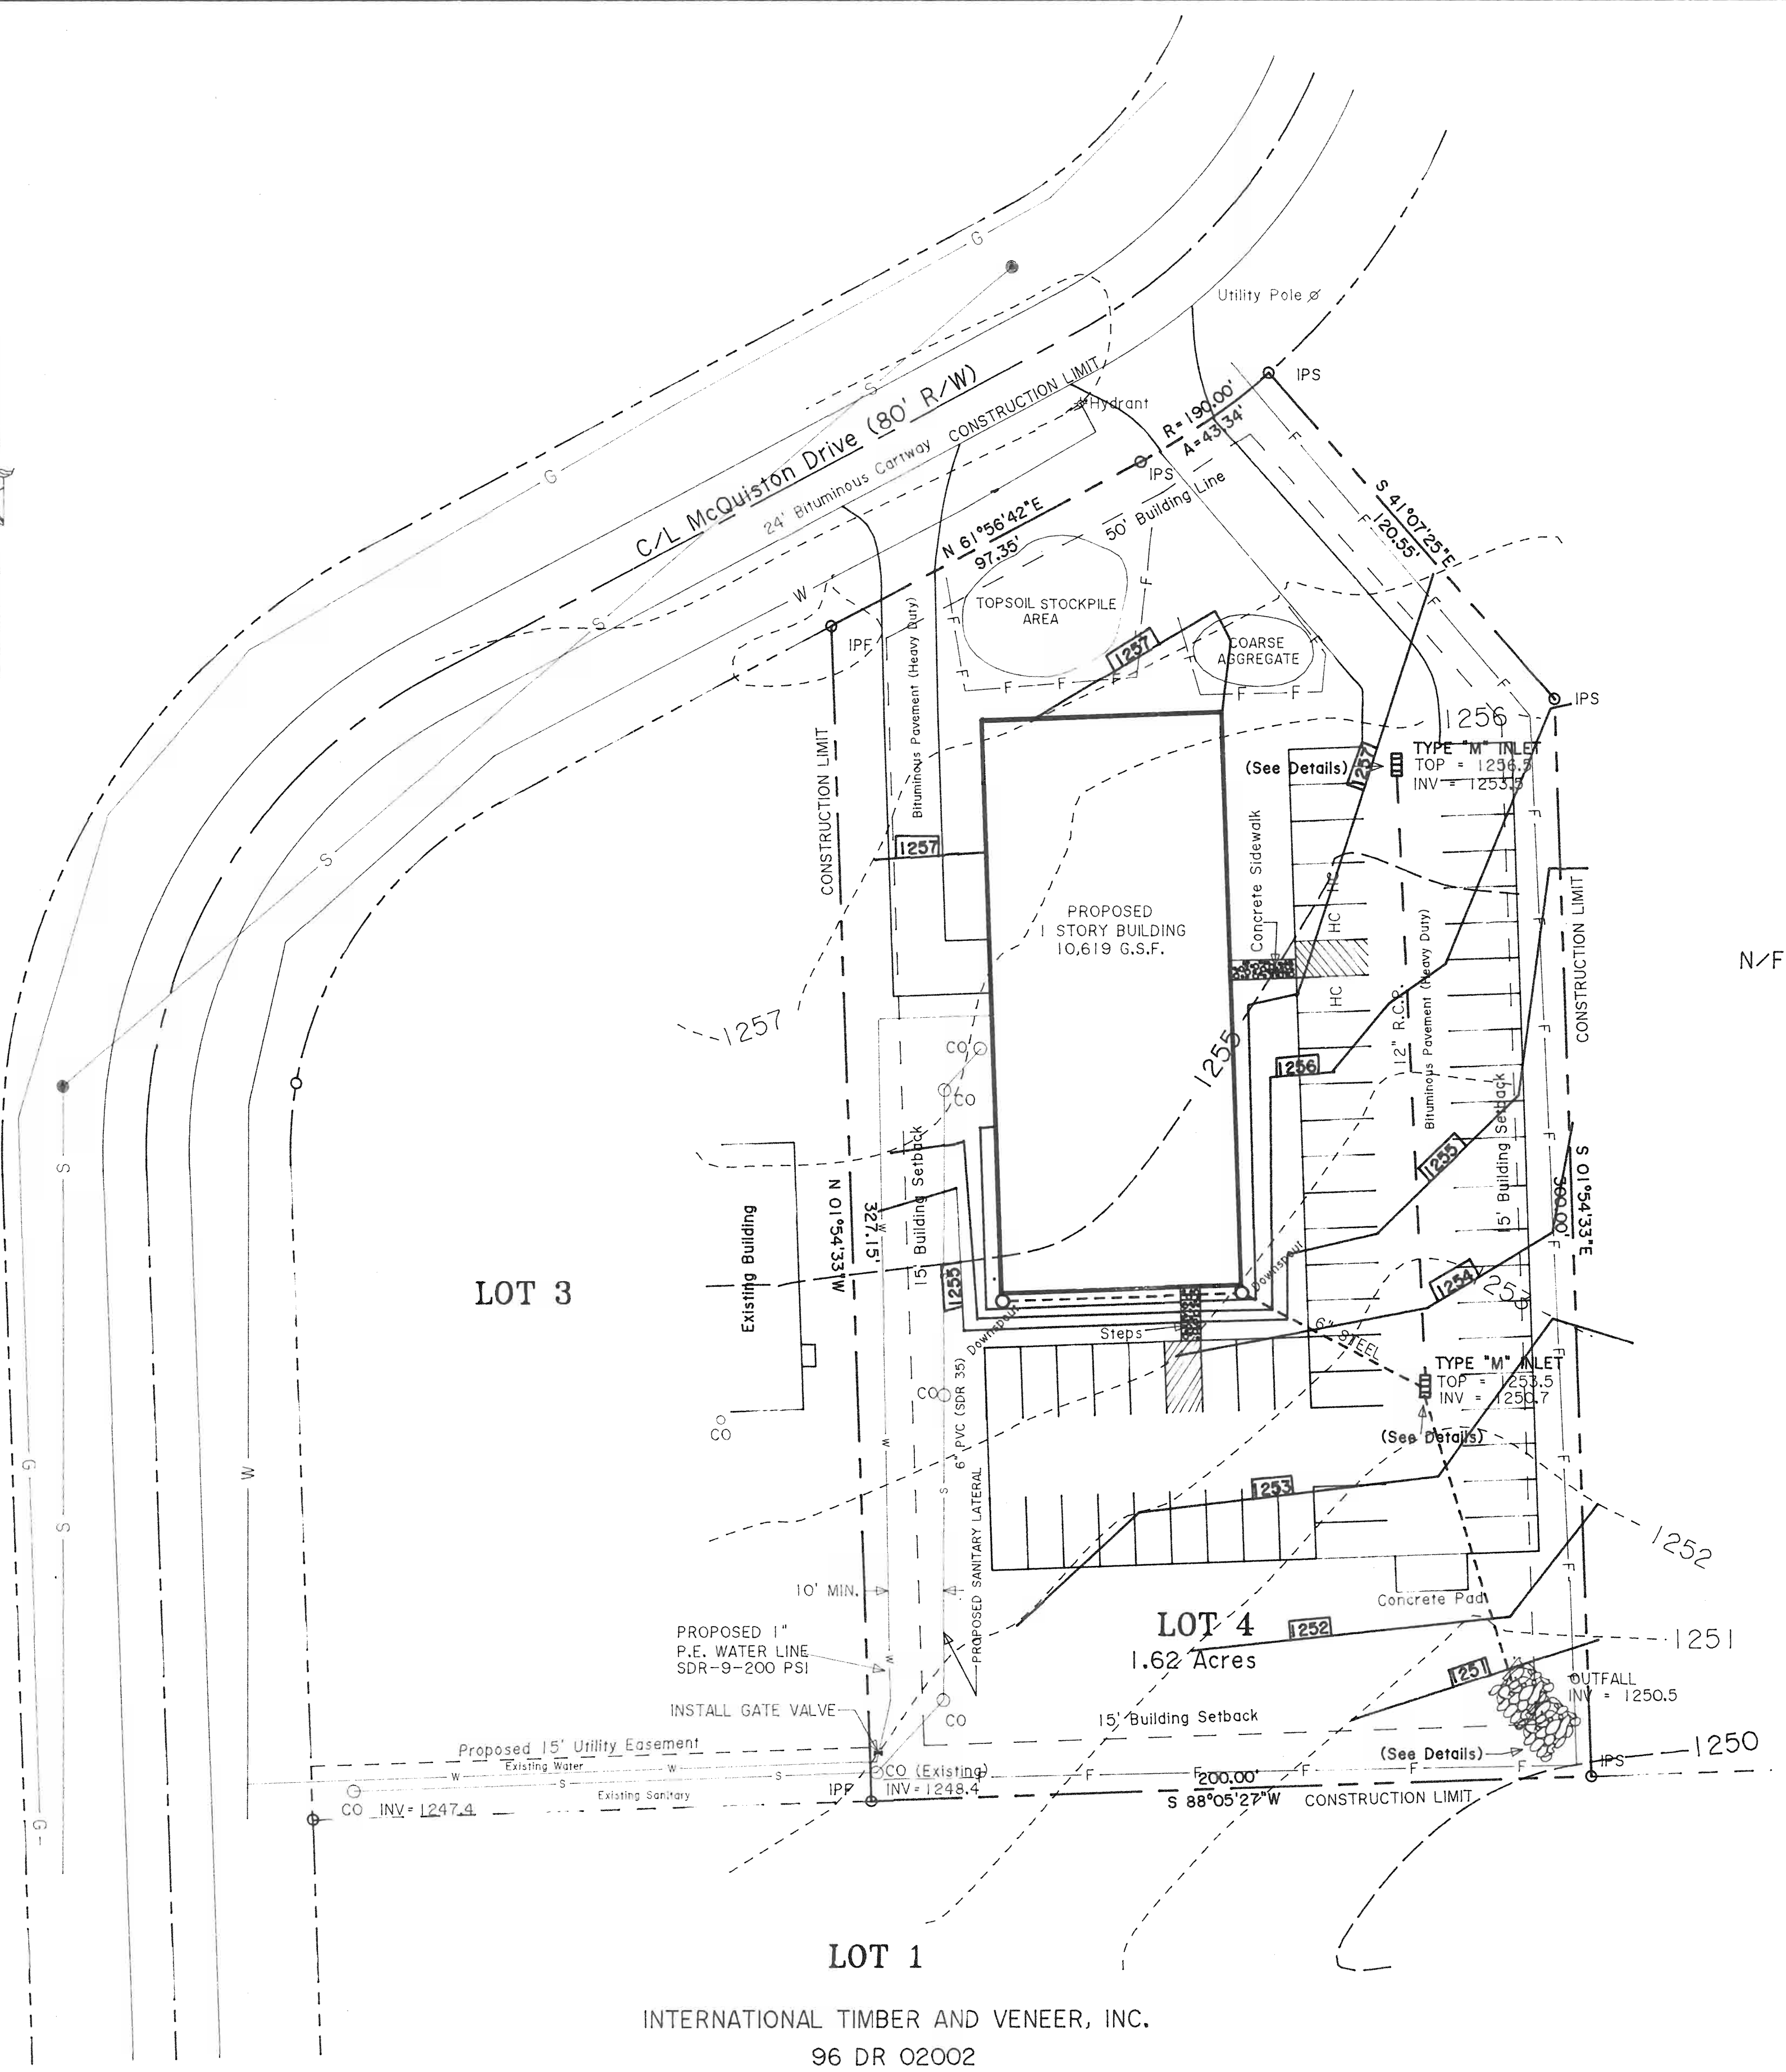 G
S
Utility Pole
IPS
C/L McQuiston Drive (80' R/W)
CONSTRUCTION LIMIT
24' Bituminous Cartway
Hydrant
R=190.00'
A=43.34'
IPS
50' Building Line
G
N 61°56'42"E
97.35'
S 41°07'25"E
120.55'
F
F
F
W
S
TOPSOIL STOCKPILE
AREA
F
F
F
F
F
IPF
1257
COARSE
AGGREGATE
F
F
F
F
Bituminous Pavement (Heavy Duty)
IPS
1256
CONSTRUCTION LIMIT
(See Details)
1257
TYPE "M" INLET
TOP = 1256.5
INV = 1253.5
1257
S
F
Concrete Sidewalk
PROPOSED
1 STORY BUILDING
10,619 G.S.F.
HC
HC
HC
CONSTRUCTION LIMIT
N/F
Bituminous Pavement (Heavy Duty)
12" R.C.P.
1257
CO
CO
1255
1256
F
S
15' Building Setback
N 01°54'33"W
327.15'
W
1255
15' Building Setback
S 01°54'33"E
300.00'
F
LOT 3
Existing Building
1255
Downspout
Downspout
1254
1253
Steps
6" STEEL
TYPE "M" INLET
TOP = 1253.5
INV = 1250.7
CO
CO
6" PVC (SDR 35)
(See Details)
W
S
G
W
S
1253
1252
PROPOSED SANITARY LATERAL
10' MIN.
Concrete Pad
LOT 4
1.62 Acres
1252
1251
PROPOSED 1"
P.E. WATER LINE
SDR-9-200 PSI
W
1251
OUTFALL
INV = 1250.5
INSTALL GATE VALVE
CO
15' Building Setback
Proposed 15' Utility Easement
Existing Water
W
W
S
S
Existing Sanitary
(See Details)
IPS
1250
CO INV= 1247.4
IPF
CO (Existing)
INV = 1248.4
F
F
F
F
F
200.00'
S 88°05'27"W
CONSTRUCTION LIMIT
G
LOT 1
INTERNATIONAL TIMBER AND VENEER, INC.
96 DR 02002